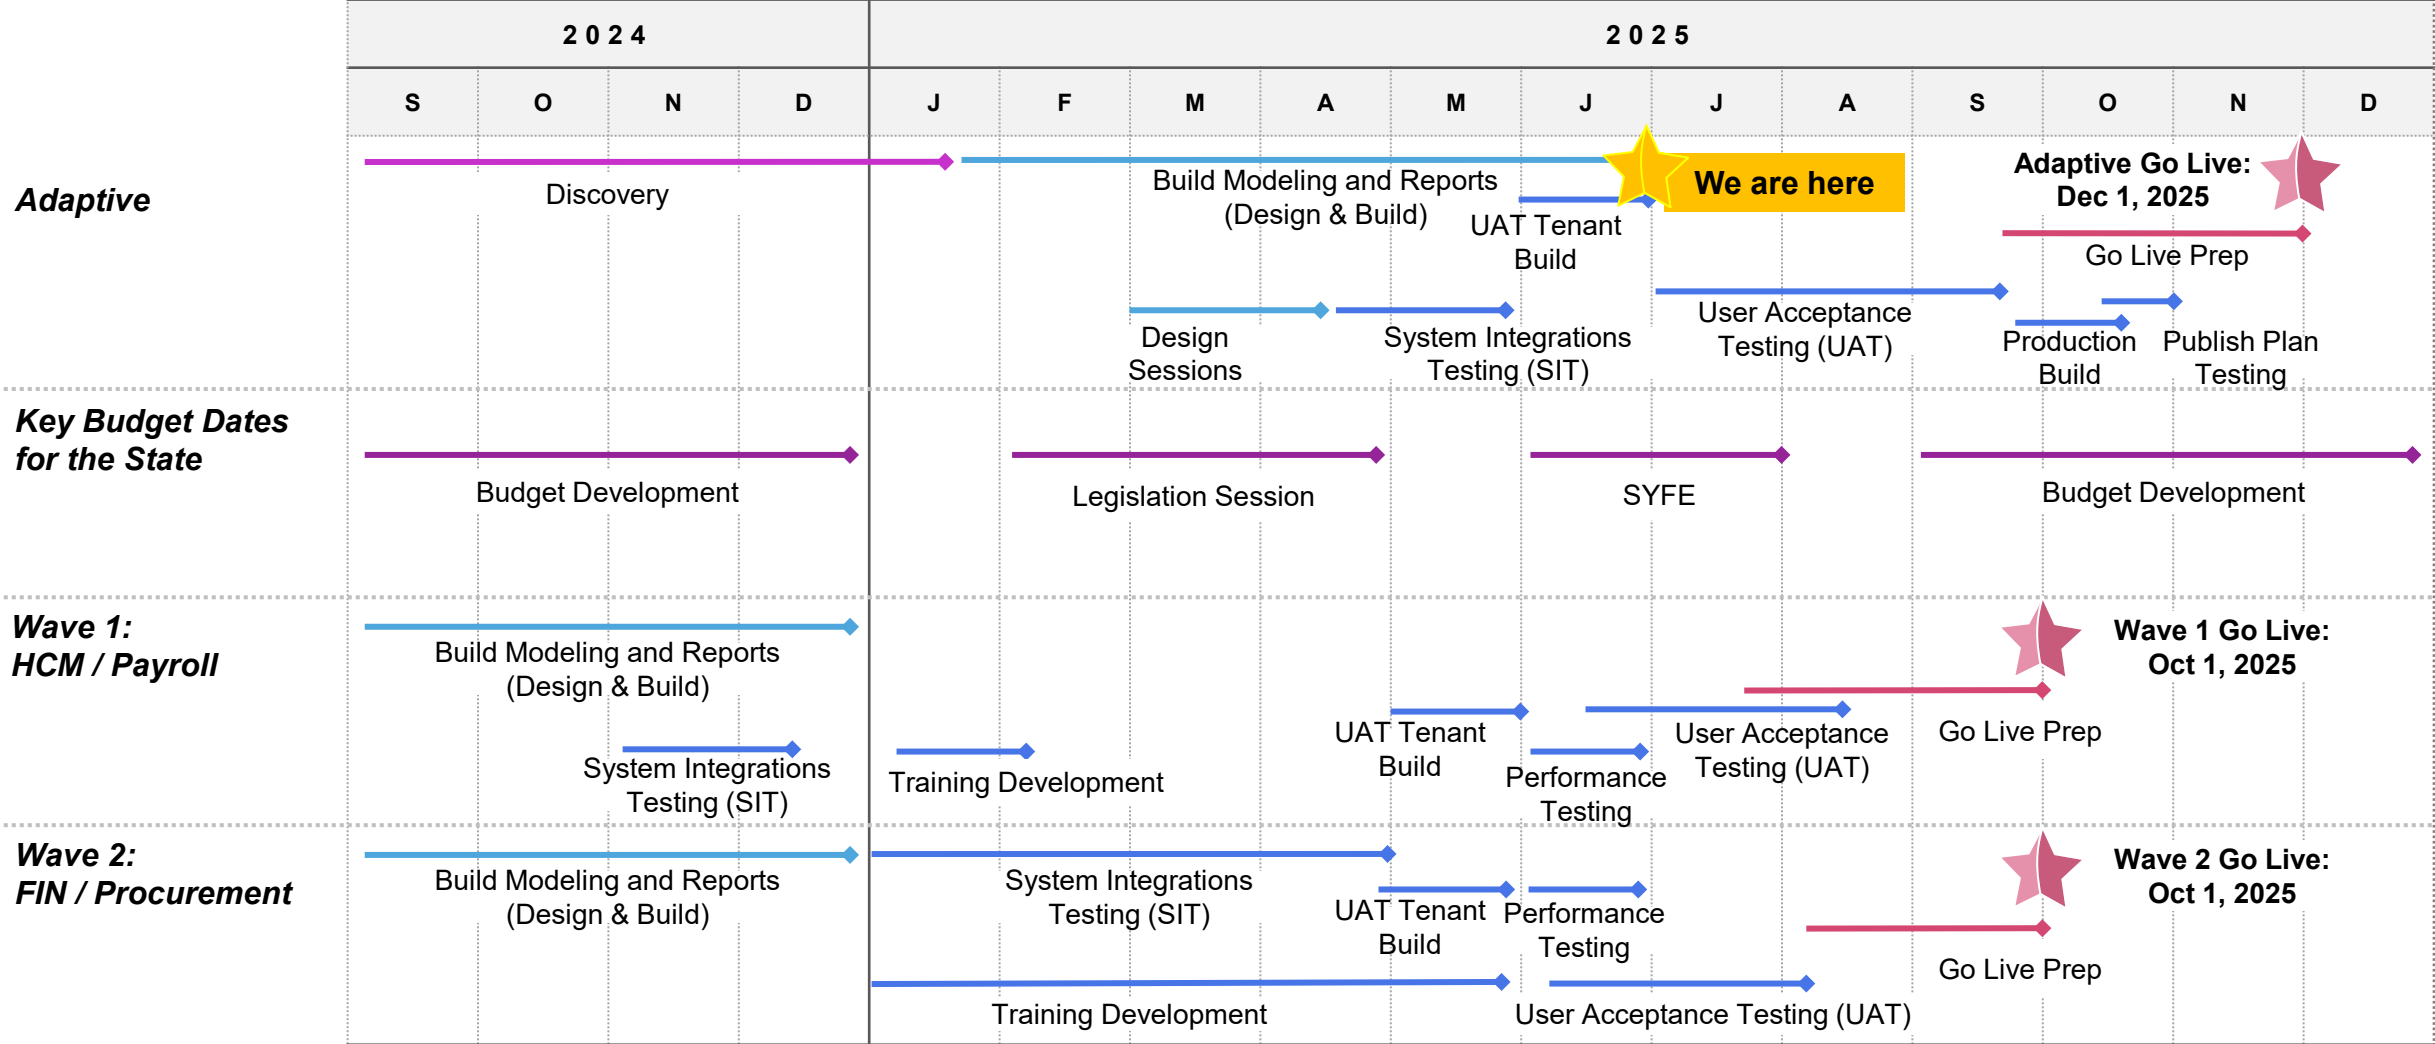 2024
2025
S O N D J F M A M J J A S O N D
Adaptive
Discovery
Build Modeling and Reports
(Design & Build)
UAT Tenant
Build
We are here
Adaptive Go Live:
Dec 1, 2025
Go Live Prep
Design
Sessions
System Integrations
Testing (SIT)
User Acceptance
Testing (UAT)
Production
Build
Publish Plan
Testing
Key Budget Dates
for the State
Budget Development
Legislation Session
SYFE
Budget Development
Wave 1:
HCM / Payroll
Build Modeling and Reports
(Design & Build)
System Integrations
Testing (SIT)
Training Development
UAT Tenant
Build
Performance
Testing
User Acceptance
Testing (UAT)
Go Live Prep
Wave 1 Go Live:
Oct 1, 2025
Wave 2:
FIN / Procurement
Build Modeling and Reports
(Design & Build)
System Integrations
Testing (SIT)
UAT Tenant
Build
Performance
Testing
Wave 2 Go Live:
Oct 1, 2025
Go Live Prep
Training Development
User Acceptance Testing (UAT)